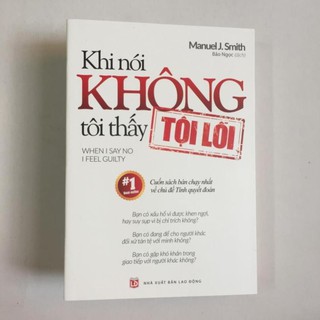 Manuel J. Smith
Bảo Ngọc dịch
Khi nói
KHÔNG
tôi thấy
TỘI LỖI
WHEN I SAY NO
I FEEL GUILTY
#1
Cuốn sách bán chạy nhất
về chủ đề Tính quyết đoán
Bạn có xấu hổ vì được khen ngợi,
hay suy sụp vì bị chỉ trích không?
Bạn có đang để cho người khác
đối xử tàn tệ với mình không?
Bạn có gặp khó khăn trong
giao tiếp với người khác không?
NHÀ XUẤT BẢN LAO ĐỘNG